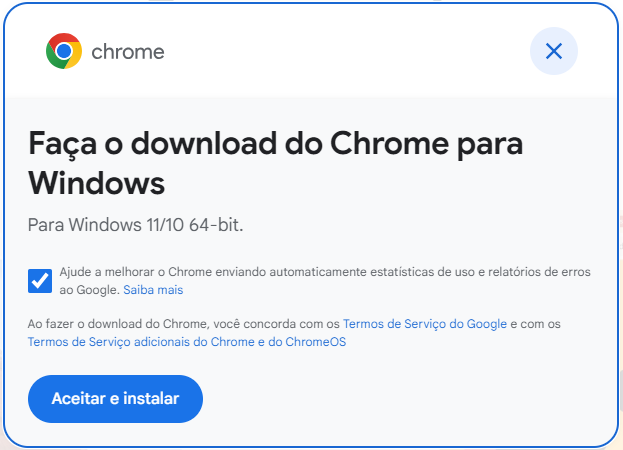 chrome
Faça o download do Chrome para
Windows
Para Windows 11/10 64-bit.
Ajude a melhorar o Chrome enviando automaticamente estatísticas de uso e relatórios de erros
ao Google. Saiba mais
Ao fazer o download do Chrome, você concorda com os Termos de Serviço do Google e com os
Termos de Serviço adicionais do Chrome e do ChromeOS
Aceitar e instalar